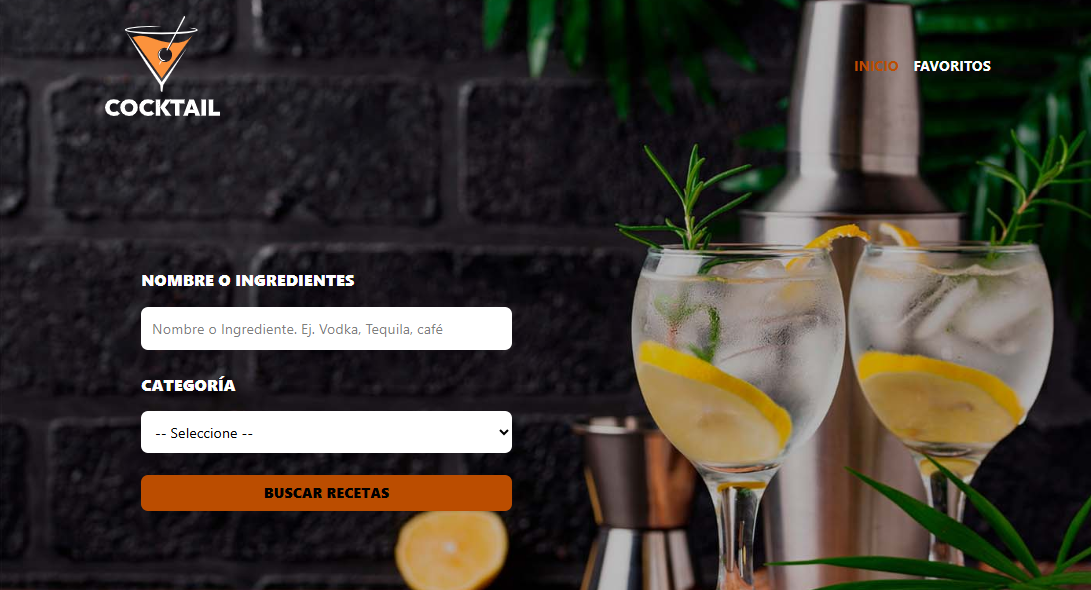 COCKTAIL
INICIO FAVORITOS
NOMBRE O INGREDIENTES
Nombre o Ingrediente. Ej. Vodka, Tequila, café
CATEGORÍA
-- Seleccione --
BUSCAR RECETAS